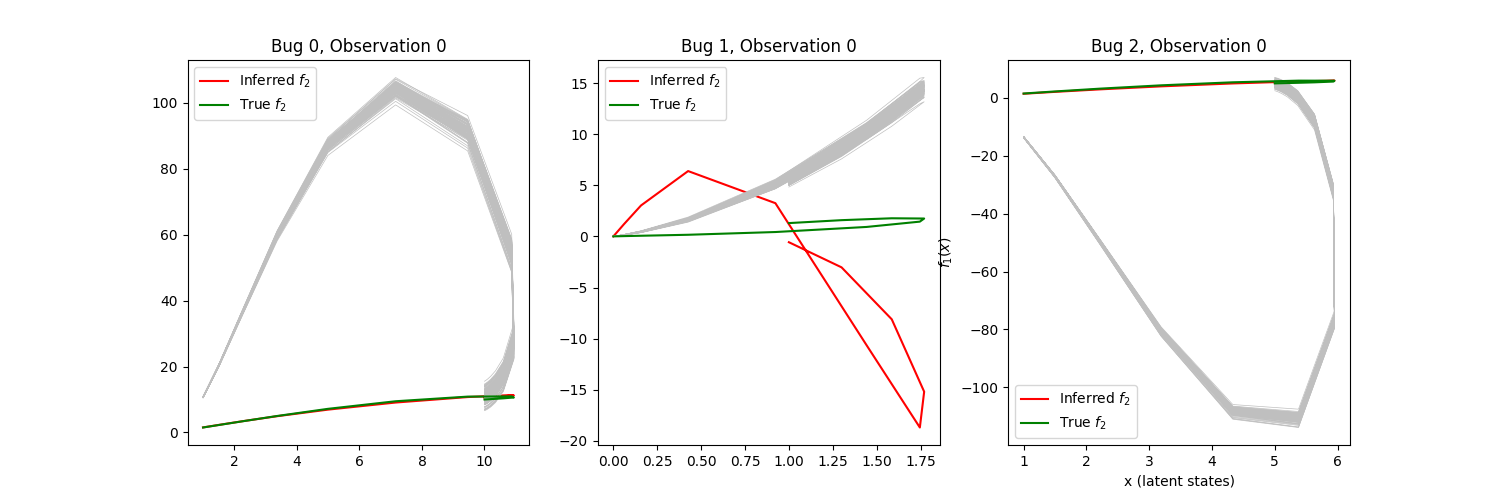 Bug 0, Observation 0
Inferred f₂
True f₂
100
80
60
40
20
0
2 4 6 8 10
Bug 1, Observation 0
Inferred f₂
True f₂
15
10
5
0
−5
−10
−15
−20
0.00 0.25 0.50 0.75 1.00 1.25 1.50 1.75
Bug 2, Observation 0
f₁(x)
0
−20
−40
−60
−80
−100
Inferred f₂
True f₂
1 2 3 4 5 6
x (latent states)